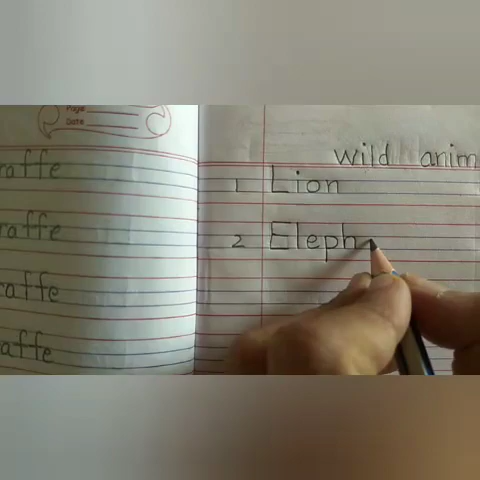 Page
Date
raffe
raffe
raffe
affe
wild anim
1 Lion
2 Eleph